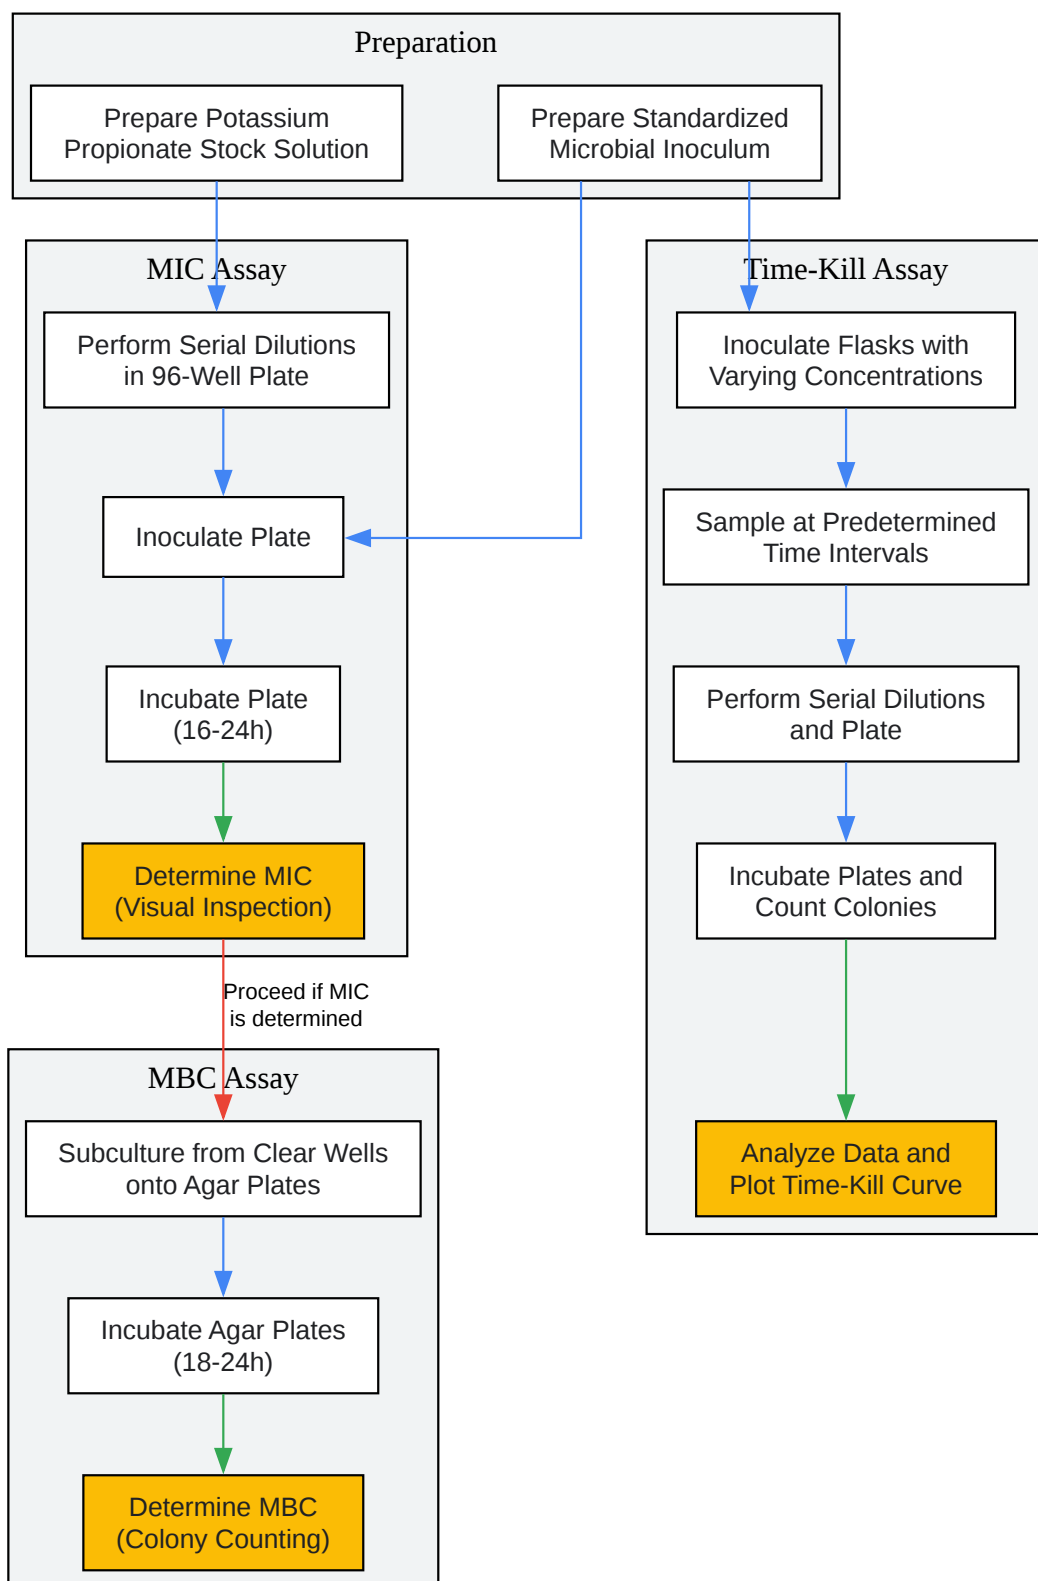 Preparation
Prepare Potassium
Propionate Stock Solution
Prepare Standardized
Microbial Inoculum
MIC Assay
Perform Serial Dilutions
in 96-Well Plate
Inoculate Plate
Incubate Plate
(16-24h)
Determine MIC
(Visual Inspection)
Proceed if MIC
is determined
MBC Assay
Subculture from Clear Wells
onto Agar Plates
Incubate Agar Plates
(18-24h)
Determine MBC
(Colony Counting)
Time-Kill Assay
Inoculate Flasks with
Varying Concentrations
Sample at Predetermined
Time Intervals
Perform Serial Dilutions
and Plate
Incubate Plates and
Count Colonies
Analyze Data and
Plot Time-Kill Curve